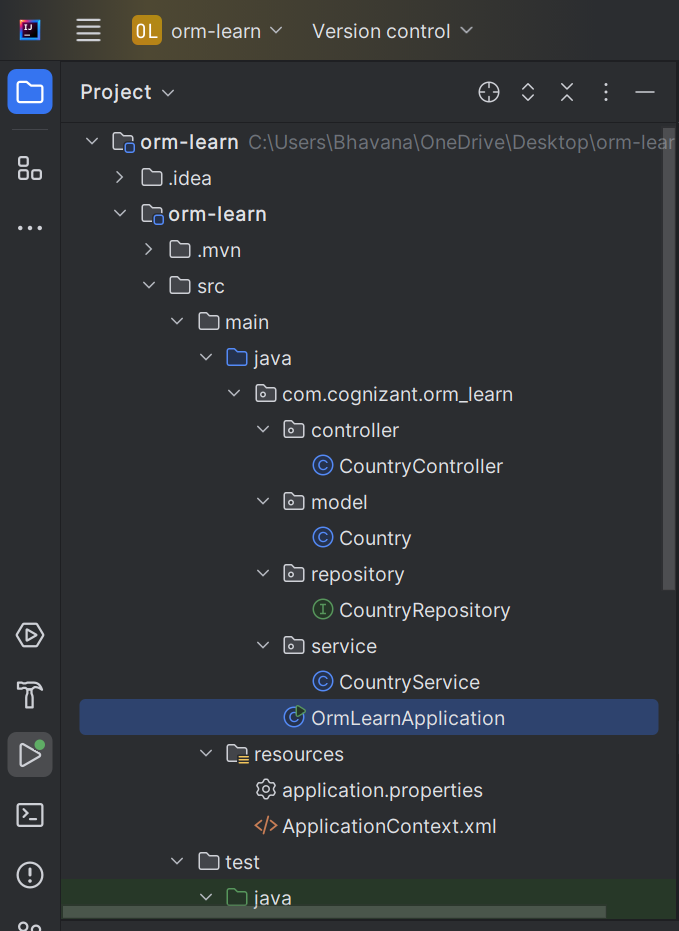 OL orm-learn Version control
Project
orm-learn C:\Users\Bhavana\OneDrive\Desktop\orm-lear
.idea
orm-learn
.mvn
src
main
java
com.cognizant.orm_learn
controller
C CountryController
model
C Country
repository
I CountryRepository
service
C CountryService
C OrmLearnApplication
resources
application.properties
</> ApplicationContext.xml
test
java